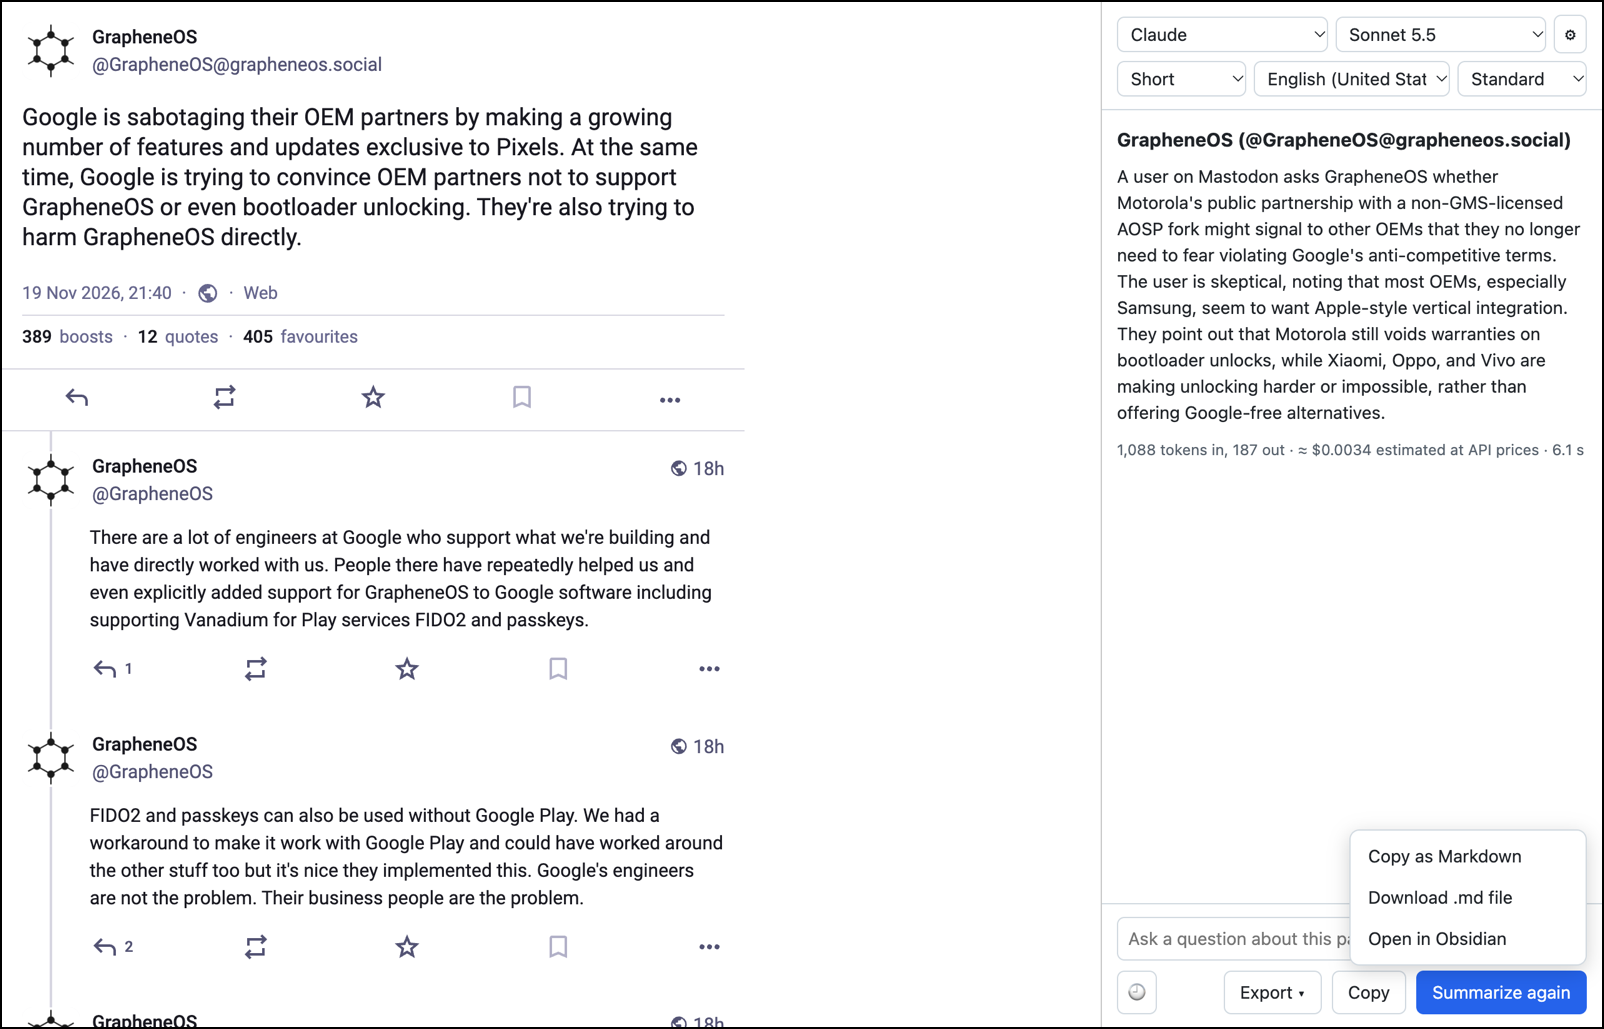 GrapheneOS
@GrapheneOS@grapheneos.social
Google is sabotaging their OEM partners by making a growing
number of features and updates exclusive to Pixels. At the same
time, Google is trying to convince OEM partners not to support
GrapheneOS or even bootloader unlocking. They're also trying to
harm GrapheneOS directly.
19 Nov 2026, 21:40 · · Web
389 boosts · 12 quotes · 405 favourites
GrapheneOS
18h
@GrapheneOS
There are a lot of engineers at Google who support what we're building and
have directly worked with us. People there have repeatedly helped us and
even explicitly added support for GrapheneOS to Google software including
supporting Vanadium for Play services FIDO2 and passkeys.
1
GrapheneOS
18h
@GrapheneOS
FIDO2 and passkeys can also be used without Google Play. We had a
workaround to make it work with Google Play and could have worked around
the other stuff too but it's nice they implemented this. Google's engineers
are not the problem. Their business people are the problem.
2
GrapheneOS
18h
Claude
Sonnet 5.5
Short
English (United Stat
Standard
GrapheneOS (@GrapheneOS@grapheneos.social)
A user on Mastodon asks GrapheneOS whether
Motorola's public partnership with a non-GMS-licensed
AOSP fork might signal to other OEMs that they no longer
need to fear violating Google's anti-competitive terms.
The user is skeptical, noting that most OEMs, especially
Samsung, seem to want Apple-style vertical integration.
They point out that Motorola still voids warranties on
bootloader unlocks, while Xiaomi, Oppo, and Vivo are
making unlocking harder or impossible, rather than
offering Google-free alternatives.
1,088 tokens in, 187 out · ≈ $0.0034 estimated at API prices · 6.1 s
Copy as Markdown
Download .md file
Open in Obsidian
Ask a question about this pa
Export ▾
Copy
Summarize again